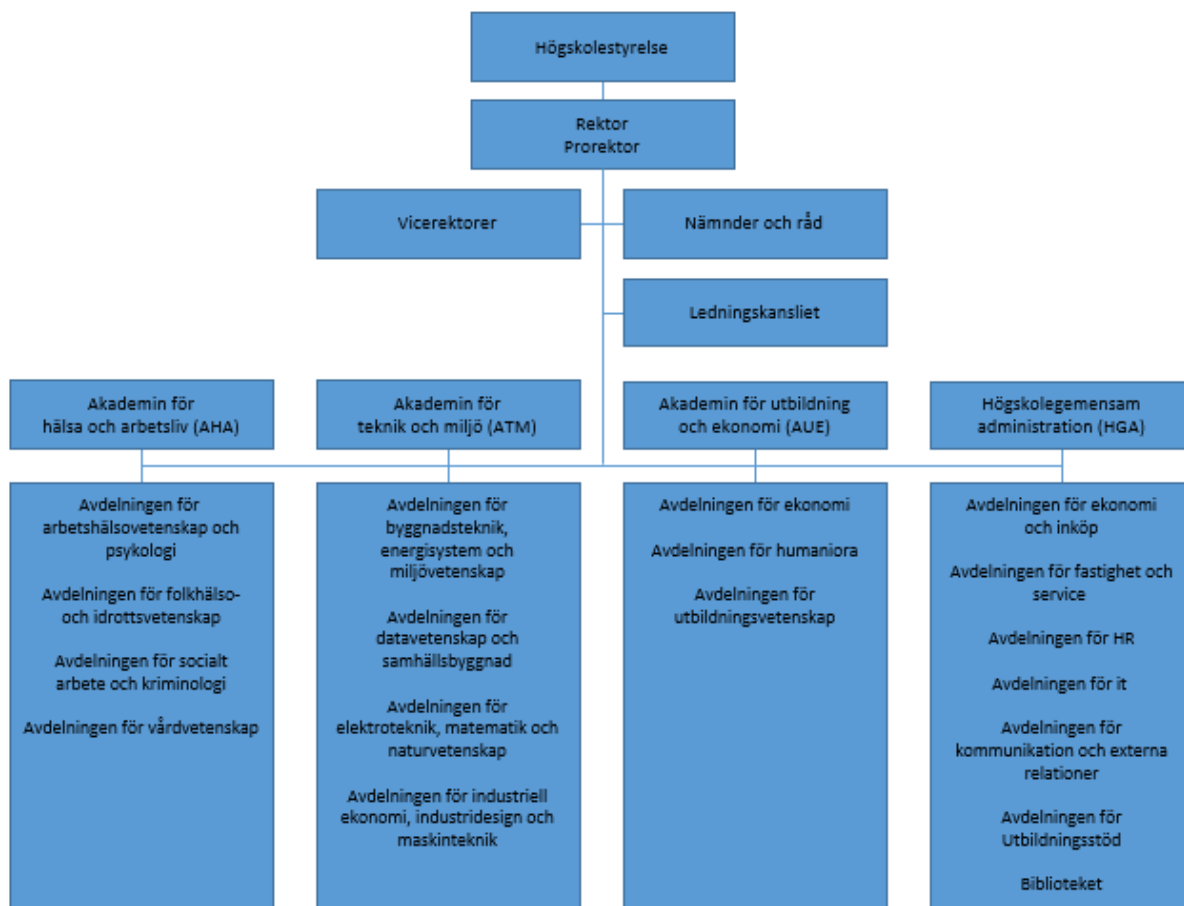 Högskolestyrelse
Rektor
Prorektor
Vicerektorer
Nämnder och råd
Ledningskansliet
Akademin för
hälsa och arbetsliv (AHA)
Akademin för
teknik och miljö (ATM)
Akademin för utbildning
och ekonomi (AUE)
Högskolegemensam
administration (HGA)
Avdelningen för
arbetshälsovetenskap och
psykologi
Avdelningen för folkhälso-
och idrottsvetenskap
Avdelningen för socialt
arbete och kriminologi
Avdelningen för vårdvetenskap
Avdelningen för
byggnadsteknik,
energisystem och
miljövetenskap
Avdelningen för
datavetenskap och
samhällsbyggnad
Avdelningen för
elektroteknik, matematik och
naturvetenskap
Avdelningen för industriell
ekonomi, industridesign och
maskinteknik
Avdelningen för ekonomi
Avdelningen för humaniora
Avdelningen för
utbildningsvetenskap
Avdelningen för ekonomi
och inköp
Avdelningen för fastighet och
service
Avdelningen för HR
Avdelningen för it
Avdelningen för
kommunikation och externa
relationer
Avdelningen för
Utbildningsstöd
Biblioteket